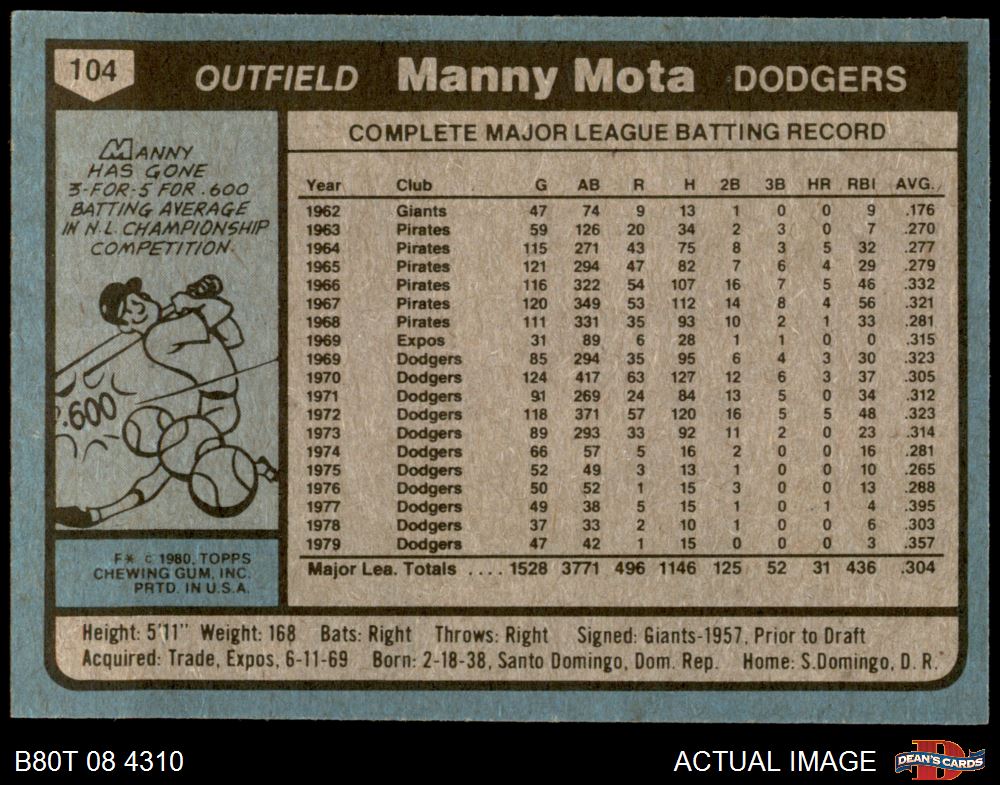 104
OUTFIELD Manny Mota DODGERS
MANNY
HAS GONE
3-FOR-5 FOR .600
BATTING AVERAGE
IN N.L. CHAMPIONSHIP
COMPETITION.
.600
F* © 1980, TOPPS
CHEWING GUM, INC.
PRTD. IN U.S.A.
COMPLETE MAJOR LEAGUE BATTING RECORD
Year Club G AB R H 2B 3B HR RBI AVG.
1962 Giants 47 74 9 13 1 0 0 9 .176
1963 Pirates 59 126 20 34 2 3 0 7 .270
1964 Pirates 115 271 43 75 8 3 5 32 .277
1965 Pirates 121 294 47 82 7 6 4 29 .279
1966 Pirates 116 322 54 107 16 7 5 46 .332
1967 Pirates 120 349 53 112 14 8 4 56 .321
1968 Pirates 111 331 35 93 10 2 1 33 .281
1969 Expos 31 89 6 28 1 1 0 0 .315
1969 Dodgers 85 294 35 95 6 4 3 30 .323
1970 Dodgers 124 417 63 127 12 6 3 37 .305
1971 Dodgers 91 269 24 84 13 5 0 34 .312
1972 Dodgers 118 371 57 120 16 5 5 48 .323
1973 Dodgers 89 293 33 92 11 2 0 23 .314
1974 Dodgers 66 57 5 16 2 0 0 16 .281
1975 Dodgers 52 49 3 13 1 0 0 10 .265
1976 Dodgers 50 52 1 15 3 0 0 13 .288
1977 Dodgers 49 38 5 15 1 0 1 4 .395
1978 Dodgers 37 33 2 10 1 0 0 6 .303
1979 Dodgers 47 42 1 15 0 0 0 3 .357
Major Lea. Totals .... 1528 3771 496 1146 125 52 31 436 .304
Height: 5'11" Weight: 168 Bats: Right Throws: Right Signed: Giants-1957, Prior to Draft
Acquired: Trade, Expos, 6-11-69 Born: 2-18-38, Santo Domingo, Dom. Rep. Home: S.Domingo, D. R.
B80T 08 4310
ACTUAL IMAGE
D
DEAN'S CARDS